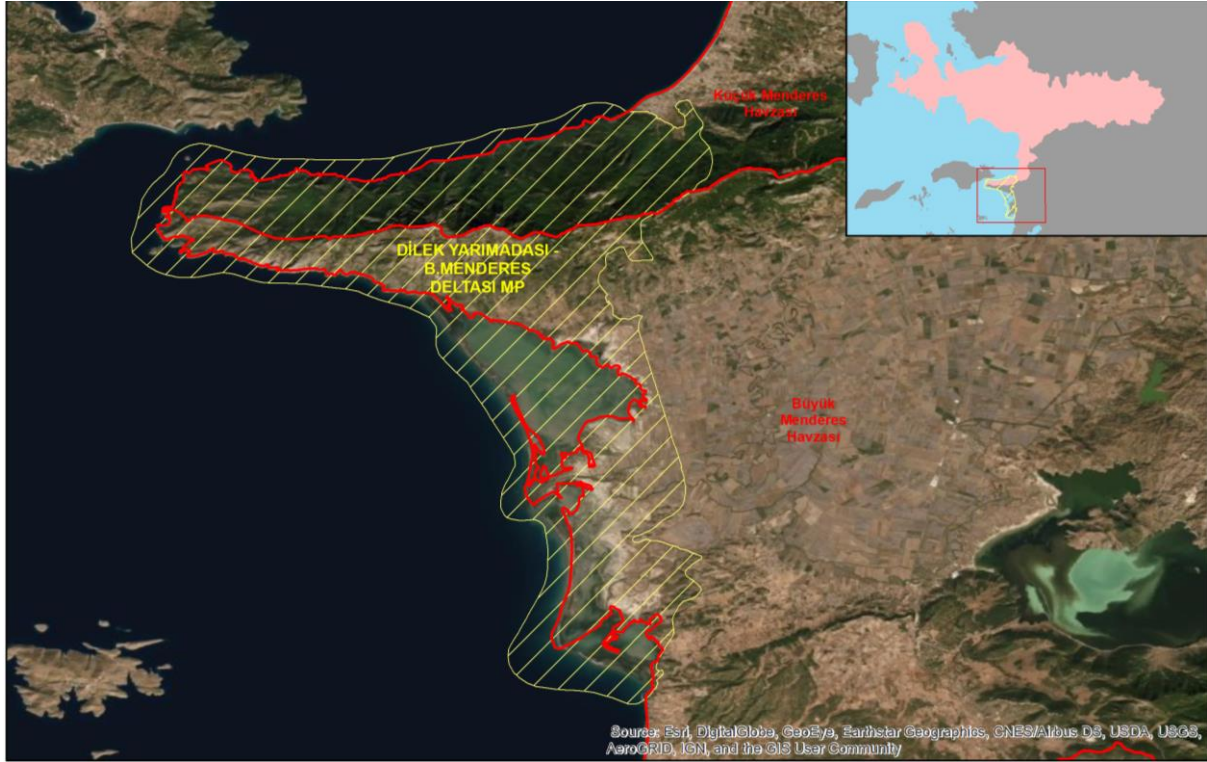 Küçük Menderes
Havzası
DİLEK YARIMADASI -
B.MENDERES
DELTASI MP
Büyük
Menderes
Havzası
Source: Esri, DigitalGlobe, GeoEye, Earthstar Geographics, CNES/Airbus DS, USDA, USGS,
AeroGRID, IGN, and the GIS User Community